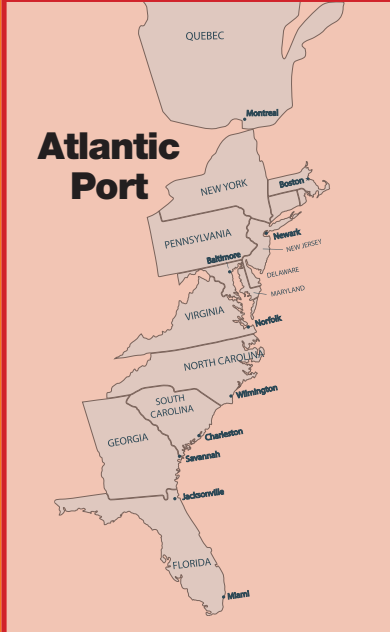 QUEBEC
Montreal
Atlantic
Port
Boston
NEW YORK
Newark
PENNSYLVANIA
NEW JERSEY
Baltimore
DELAWARE
MARYLAND
VIRGINIA
Norfolk
NORTH CAROLINA
Wilmington
SOUTH
CAROLINA
Charleston
GEORGIA
Savannah
Jacksonville
FLORIDA
Miami